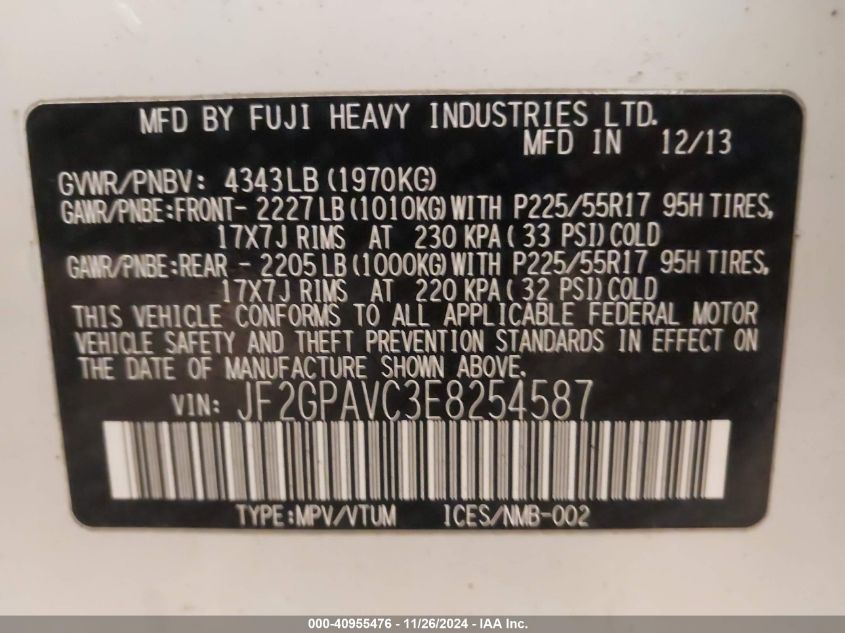 MFD BY FUJI HEAVY INDUSTRIES LTD.
MFD IN 12/13
GVWR/PNBV: 4343LB (1970KG)
GAWR/PNBE:FRONT- 2227LB (1010KG) WITH P225/55R17 95H TIRES,
17X7J RIMS AT 230 KPA( 33 PSI)COLD
GAWR/PNBE:REAR - 2205LB (1000KG) WITH P225/55R17 95H TIRES,
17X7J RIMS AT 220 KPA( 32 PSI)COLD
THIS VEHICLE CONFORMS TO ALL APPLICABLE FEDERAL MOTOR
VEHICLE SAFETY AND THEFT PREVENTION STANDARDS IN EFFECT ON
THE DATE OF MANUFACTURE SHOWN ABOVE.
VIN: JF2GPAVC3E8254587
TYPE:MPV/VTUM ICES/NMB-002
000-40955476 - 11/26/2024 - IAA Inc.